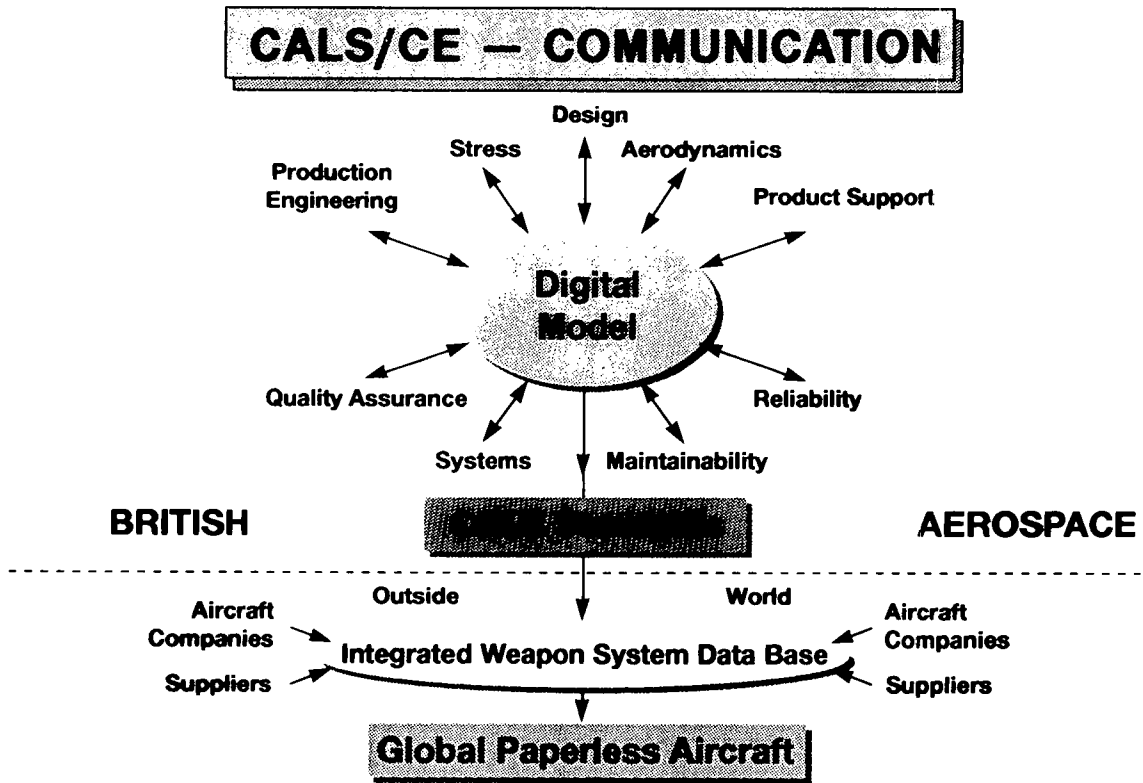 CALS/CE — COMMUNICATION
Design
Stress
Aerodynamics
Production
Engineering
Product Support
Digital
Model
Quality Assurance
Reliability
Systems
Maintainability
BRITISH
AEROSPACE
Outside
World
Aircraft
Companies
Aircraft
Companies
Integrated Weapon System Data Base
Suppliers
Suppliers
Global Paperless Aircraft